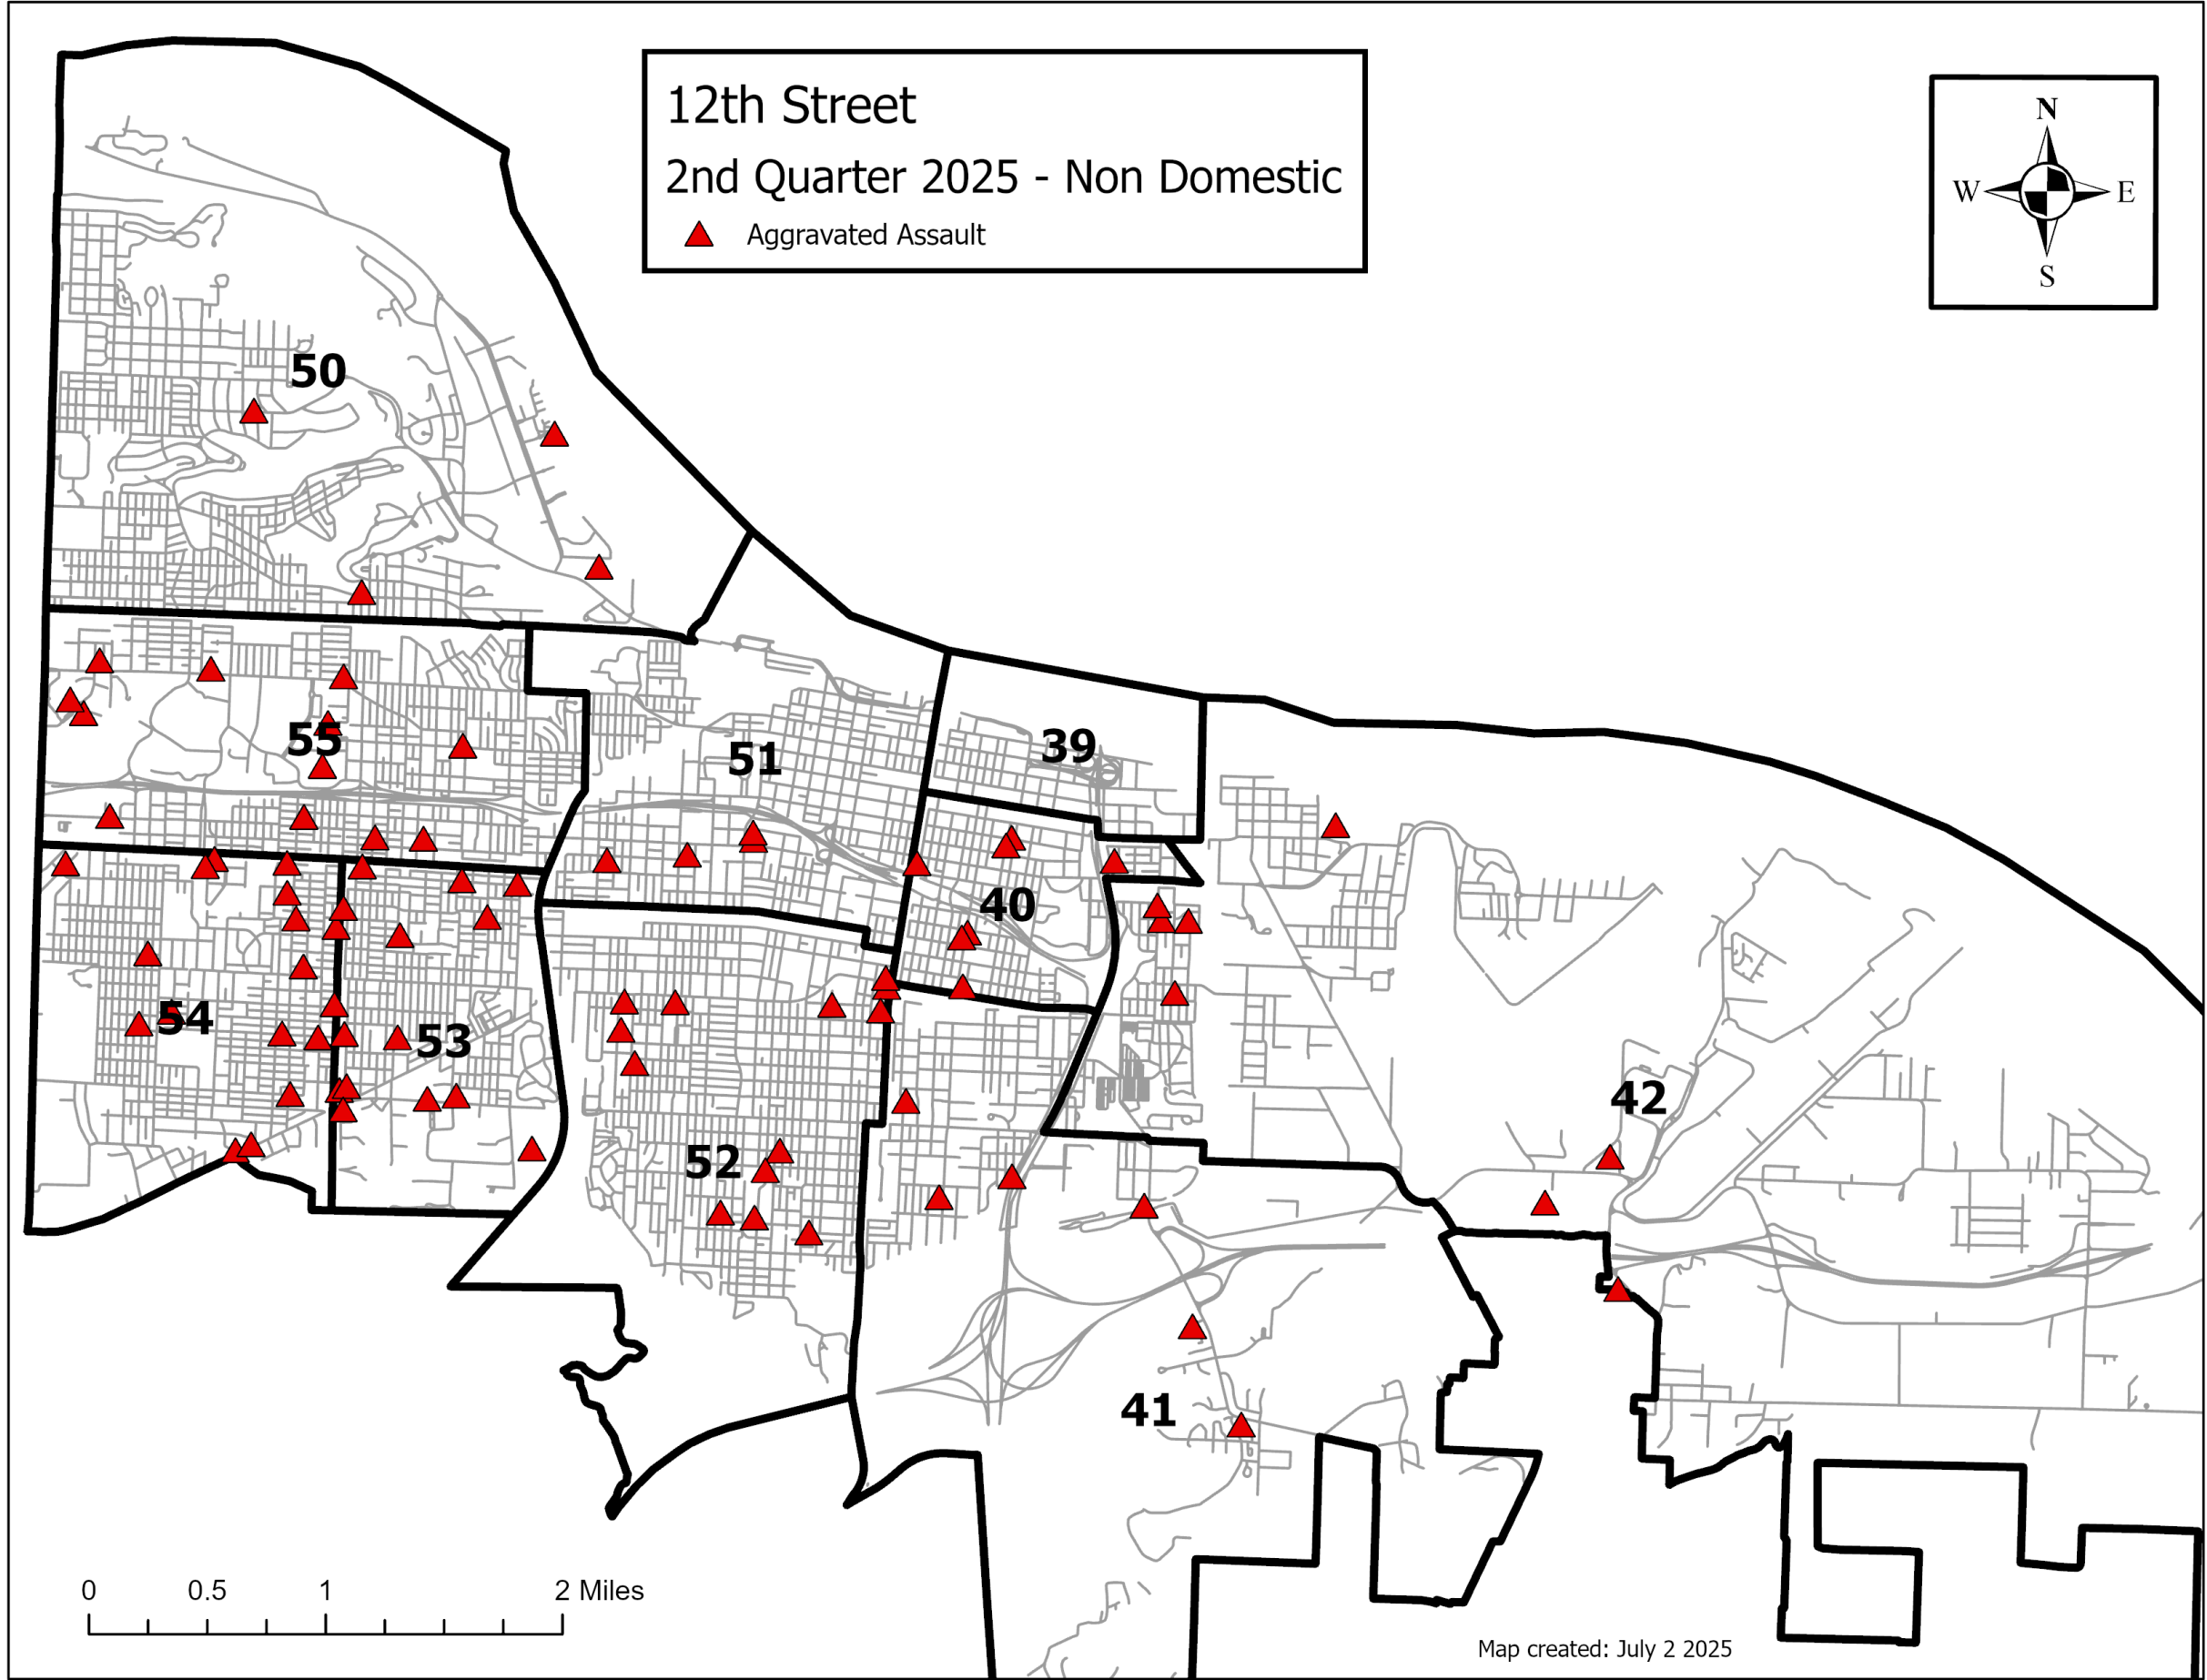 12th Street
2nd Quarter 2025 - Non Domestic
Aggravated Assault
N
W E
S
50
55
51
39
40
54
53
42
52
41
0 0.5 1 2 Miles
Map created: July 2 2025